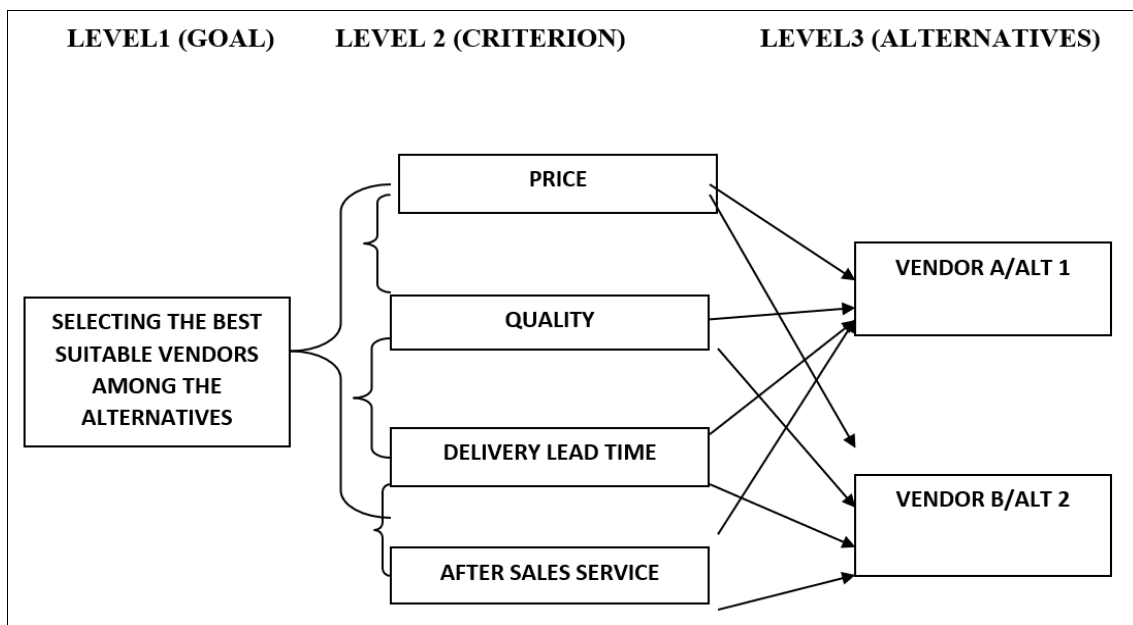 LEVEL1 (GOAL)
LEVEL 2 (CRITERION)
LEVEL3 (ALTERNATIVES)
PRICE
VENDOR A/ALT 1
SELECTING THE BEST
SUITABLE VENDORS
AMONG THE
ALTERNATIVES
QUALITY
DELIVERY LEAD TIME
VENDOR B/ALT 2
AFTER SALES SERVICE